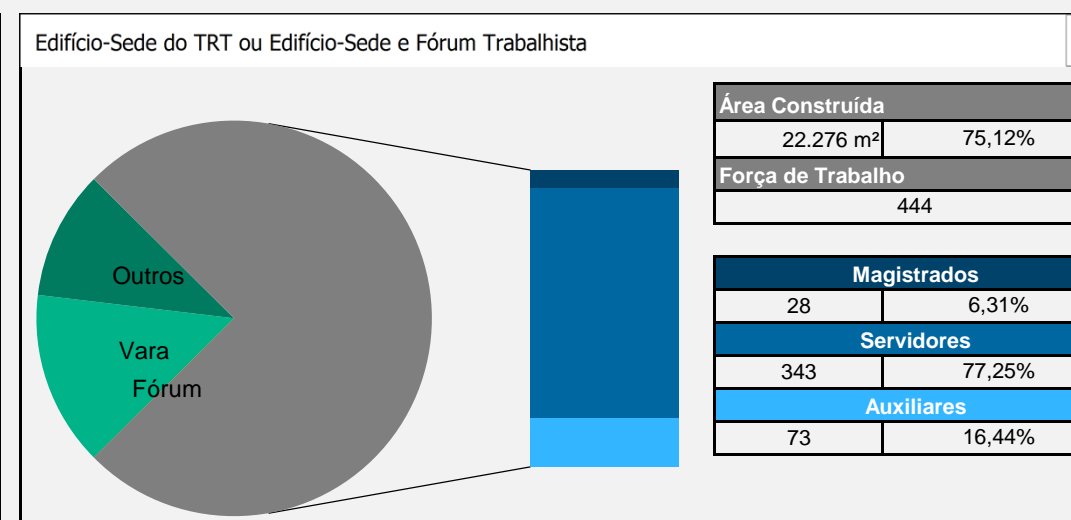 Edifício-Sede do TRT ou Edifício-Sede e Fórum Trabalhista
Outros
Vara
Fórum
Área Construída
22.276 m² 75,12%
Força de Trabalho
444
Magistrados
28 6,31%
Servidores
343 77,25%
Auxiliares
73 16,44%